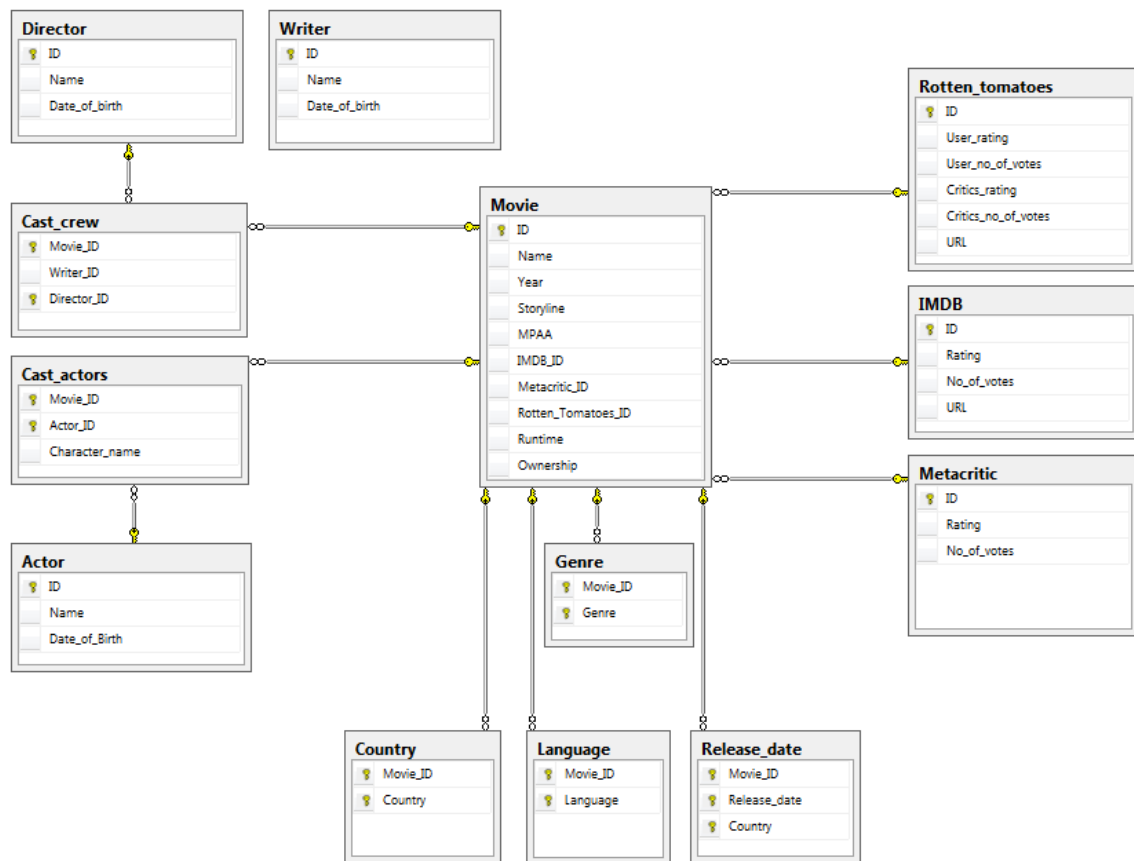 Director
ID
Name
Date_of_birth
Writer
ID
Name
Date_of_birth
Cast_crew
Movie_ID
Writer_ID
Director_ID
Cast_actors
Movie_ID
Actor_ID
Character_name
Actor
ID
Name
Date_of_Birth
Movie
ID
Name
Year
Storyline
MPAA
IMDB_ID
Metacritic_ID
Rotten_Tomatoes_ID
Runtime
Ownership
Rotten_tomatoes
ID
User_rating
User_no_of_votes
Critics_rating
Critics_no_of_votes
URL
IMDB
ID
Rating
No_of_votes
URL
Metacritic
ID
Rating
No_of_votes
Genre
Movie_ID
Genre
Country
Movie_ID
Country
Language
Movie_ID
Language
Release_date
Movie_ID
Release_date
Country